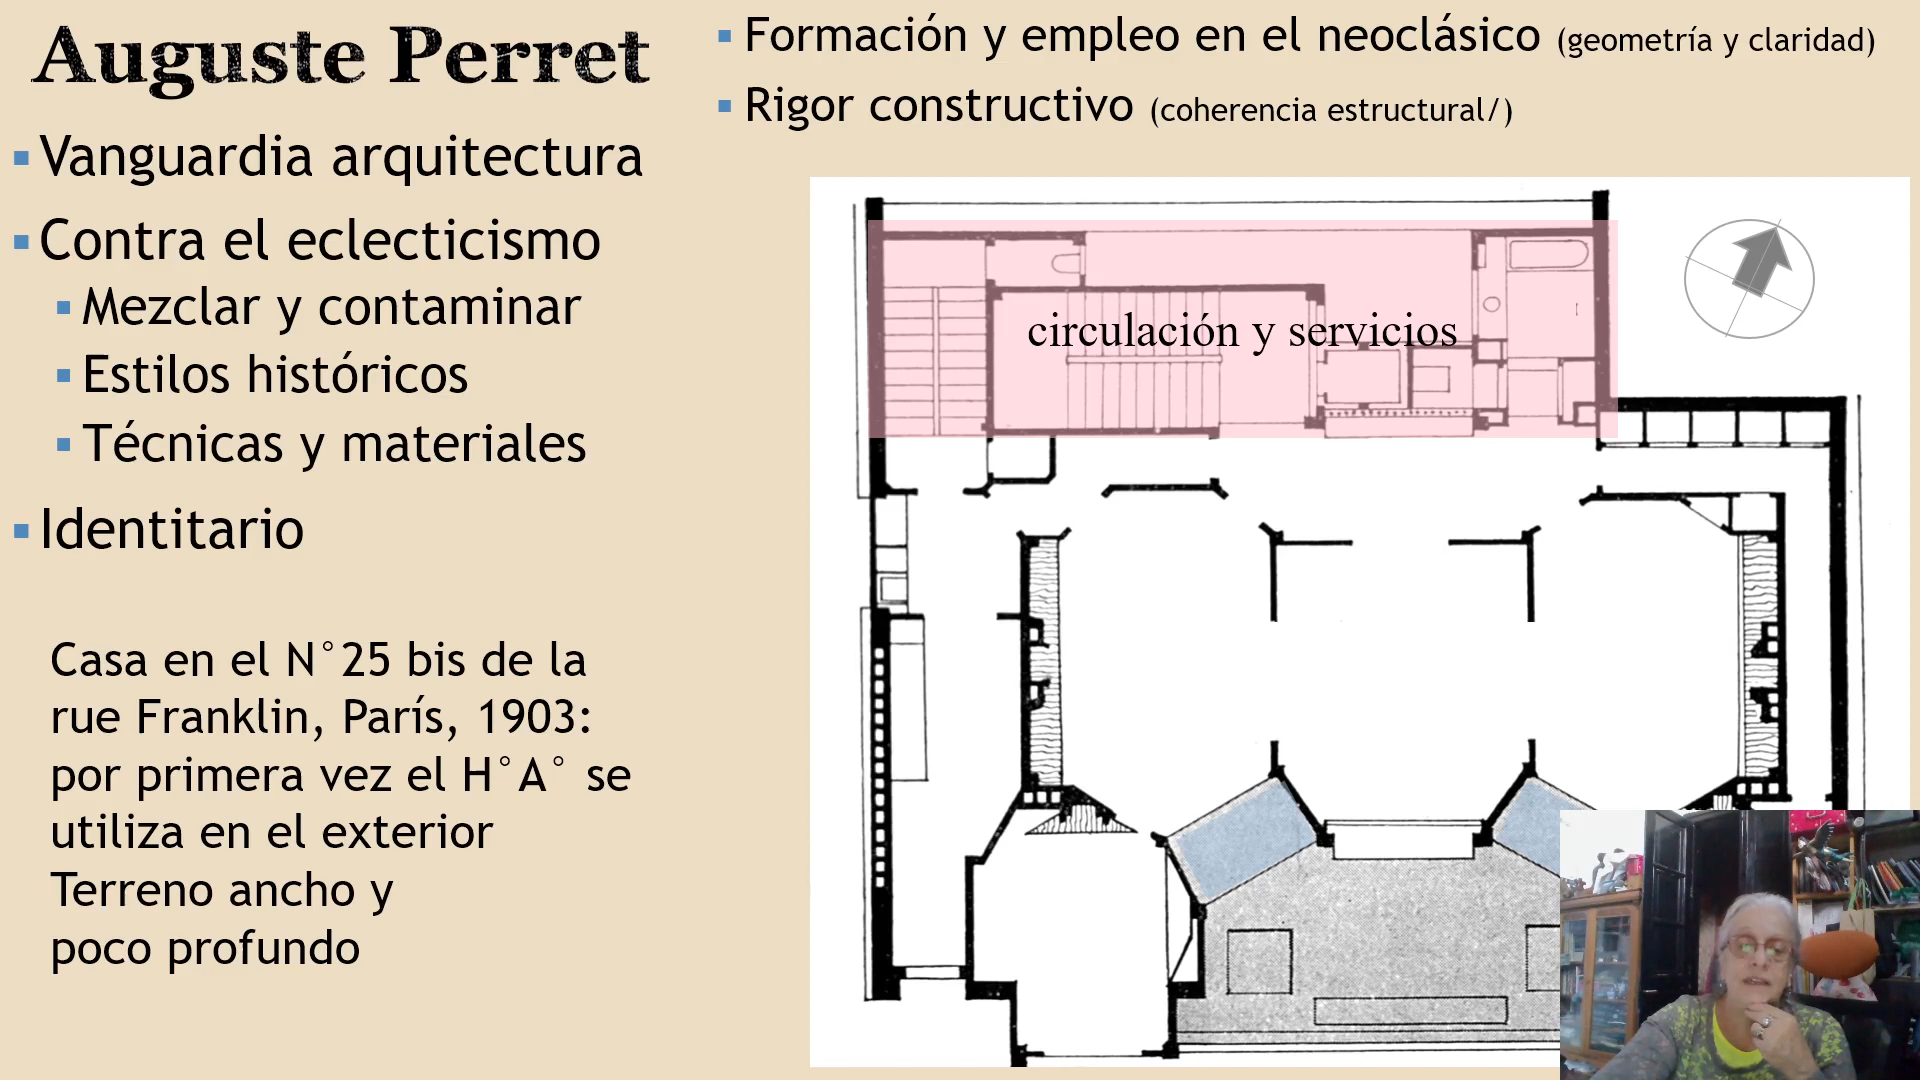 Auguste Perret
Vanguardia arquitectura
Contra el eclecticismo
Mezclar y contaminar
Estilos históricos
Técnicas y materiales
Identitario
Casa en el N°25 bis de la
rue Franklin, París, 1903:
por primera vez el H°A° se
utiliza en el exterior
Terreno ancho y
poco profundo
Formación y empleo en el neoclásico (geometría y claridad)
Rigor constructivo (coherencia estructural/)
circulación y servicios